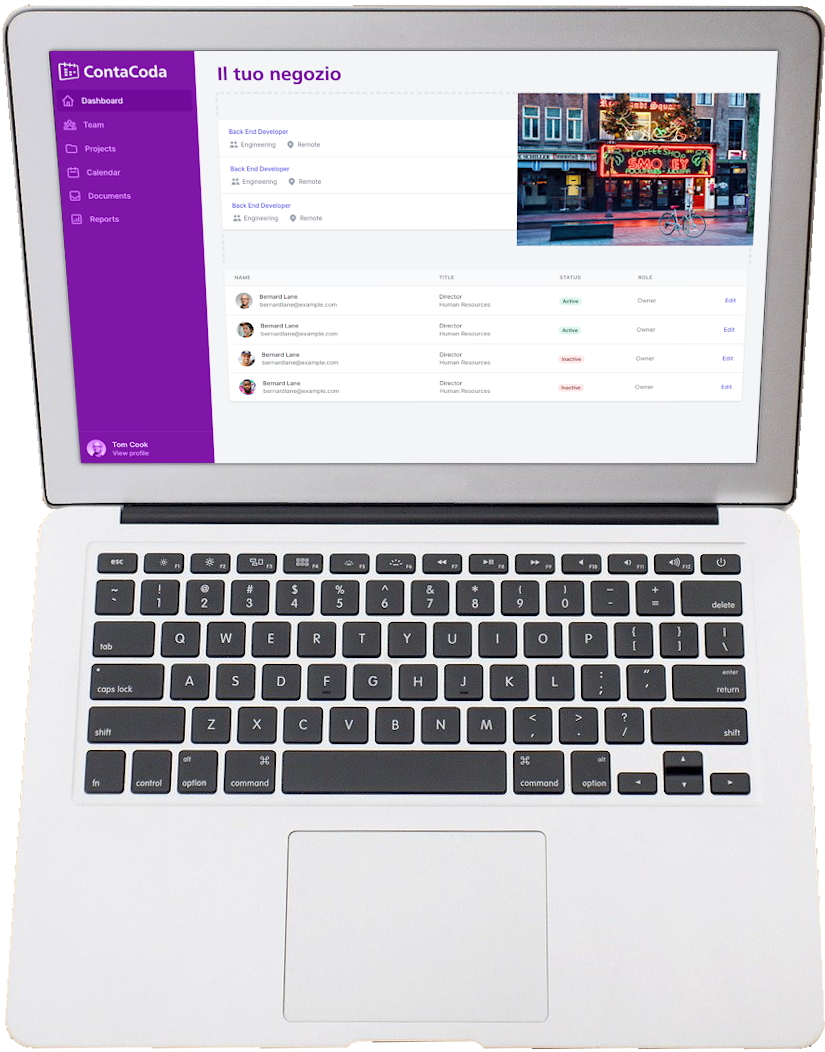 ContaCoda
Dashboard
Team
Projects
Calendar
Documents
Reports
Tom Cook
View profile
Il tuo negozio
Back End Developer
Engineering Remote
Back End Developer
Engineering Remote
Back End Developer
Engineering Remote
COFFEESHOP
SMOKEY
NAME TITLE STATUS ROLE
Bernard Lane Director
bernardlane@example.com Human Resources Active Owner Edit
Bernard Lane Director
bernardlane@example.com Human Resources Active Owner Edit
Bernard Lane Director
bernardlane@example.com Human Resources Inactive Owner Edit
Bernard Lane Director
bernardlane@example.com Human Resources Inactive Owner Edit
esc F1 F2 F3 F4 F5 F6 F7 F8 F9 F10 F11 F12
~ ! @ # $ % ^ & * ( ) – +
` 1 2 3 4 5 6 7 8 9 0 - = delete
tab Q W E R T Y U I O P { [ } ] | \
caps lock A S D F G H J K L : ; " ' enter return
shift Z X C V B N M < , > . ? / shift
fn control alt option ⌘ command ⌘ command alt option